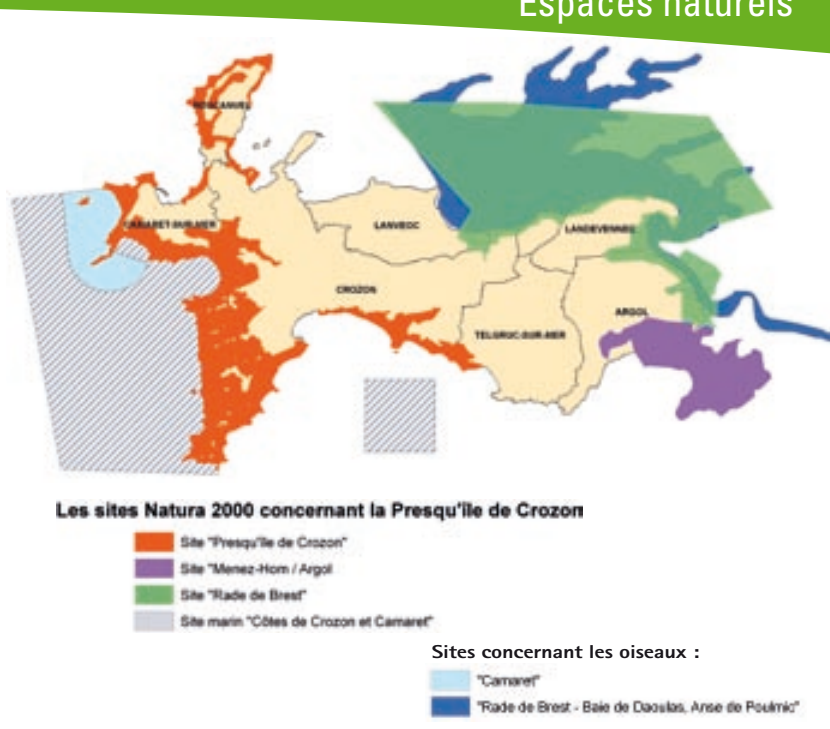 Espaces naturels
ROSCANVEL
CAMARET-SUR-MER
LANVEOC
LANDEVENNEC
CROZON
ARGOL
TELGRUC-SUR-MER
Les sites Natura 2000 concernant la Presqu'île de Crozon
Site "Presqu'île de Crozon"
Site "Menez-Hom / Argol
Site "Rade de Brest"
Site marin "Côtes de Crozon et Camaret"
Sites concernant les oiseaux :
"Camaret"
"Rade de Brest - Baie de Daoulas, Anse de Poulmic"